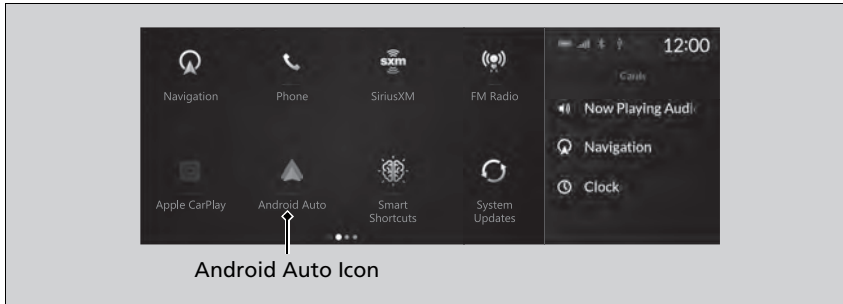 12:00
Cards
sxm
Navigation
Phone
SiriusXM
FM Radio
Now Playing Audi
Navigation
Clock
Apple CarPlay
Android Auto
Smart
Shortcuts
System
Updates
Android Auto Icon